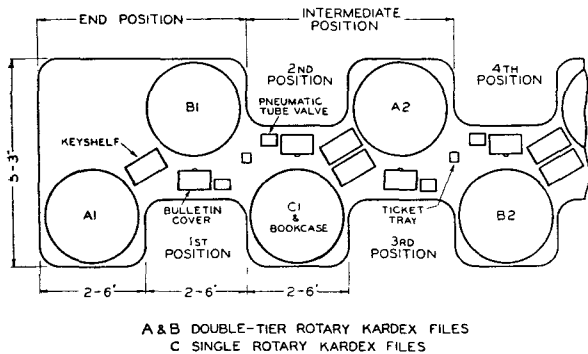 END POSITION
INTERMEDIATE
POSITION
2ND
POSITION
4TH
POSITION
B1
A2
PNEUMATIC
TUBE VALVE
KEYSHELF
5-3"
A1
BULLETIN
COVER
C1
&
BOOKCASE
TICKET
TRAY
B2
1ST
POSITION
3RD
POSITION
2-6"
2-6"
2-6"
A & B DOUBLE-TIER ROTARY KARDEX FILES
C SINGLE ROTARY KARDEX FILES